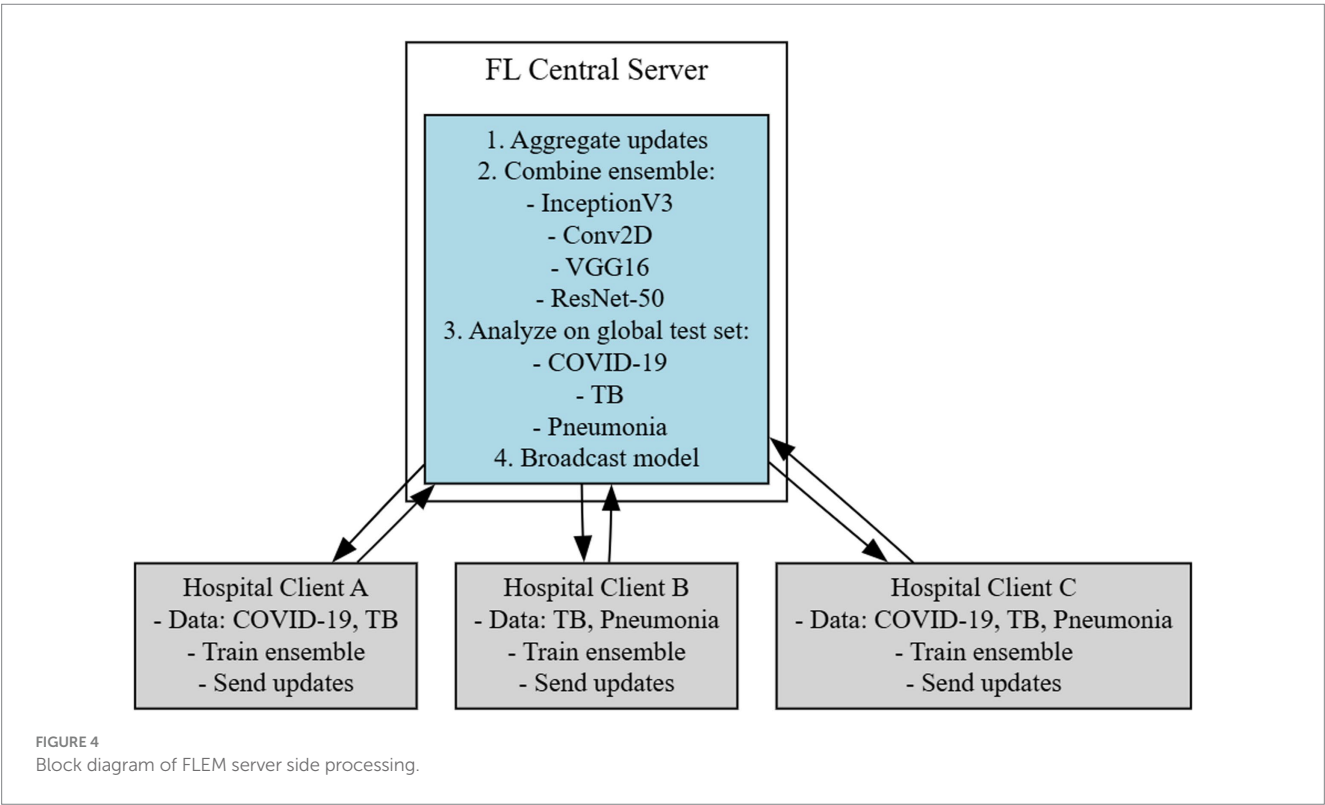 FL Central Server
1. Aggregate updates
2. Combine ensemble:
- InceptionV3
- Conv2D
- VGG16
- ResNet-50
3. Analyze on global test set:
- COVID-19
- TB
- Pneumonia
4. Broadcast model
Hospital Client A
- Data: COVID-19, TB
- Train ensemble
- Send updates
Hospital Client B
- Data: TB, Pneumonia
- Train ensemble
- Send updates
Hospital Client C
- Data: COVID-19, TB, Pneumonia
- Train ensemble
- Send updates
FIGURE 4
Block diagram of FLEM server side processing.